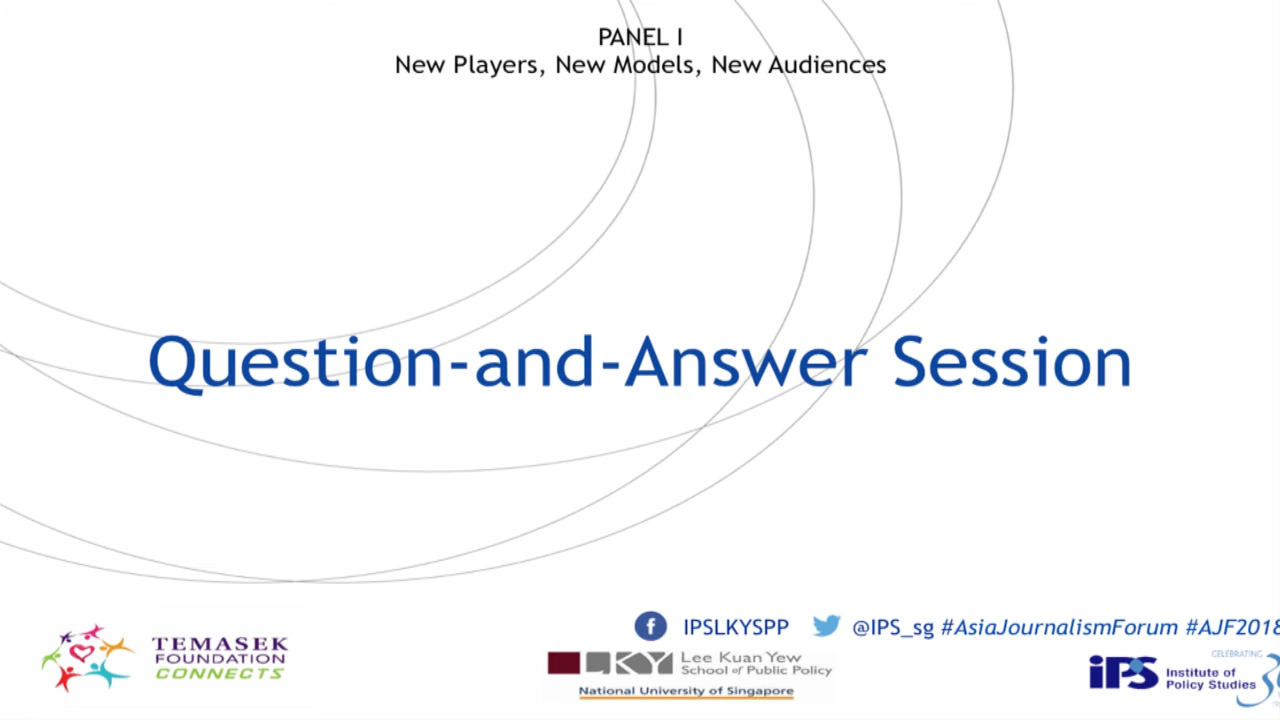 PANEL I
New Players, New Models, New Audiences
Question-and-Answer Session
IPSLKYSPP @IPS_sg #AsiaJournalismForum #AJF2018
TEMASEK
FOUNDATION
CONNECTS
LKY Lee Kuan Yew
School of Public Policy
National University of Singapore
CELEBRATING
iPS Institute of
Policy Studies